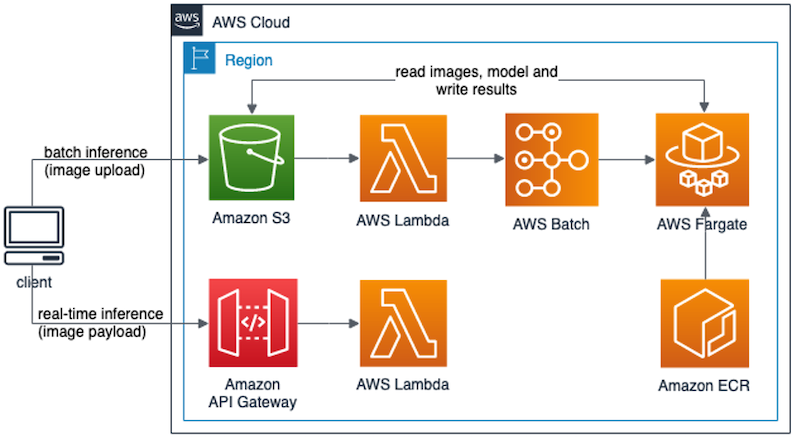 aws
AWS Cloud
Region
read images, model and
write results
batch inference
(image upload)
Amazon S3
AWS Lambda
AWS Batch
AWS Fargate
client
real-time inference
(image payload)
</>
Amazon
API Gateway
AWS Lambda
Amazon ECR